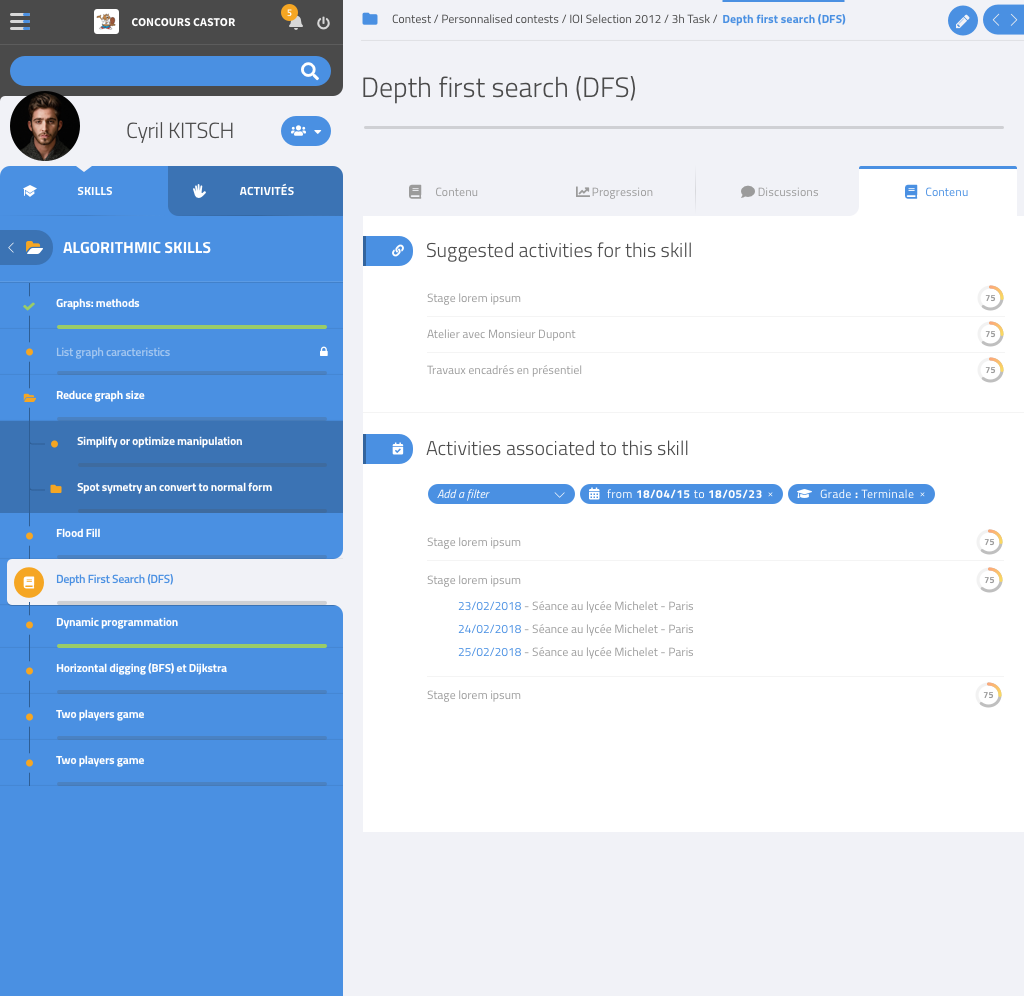 CONCOURS CASTOR
5
Cyril KITSCH
SKILLS
ACTIVITÉS
ALGORITHMIC SKILLS
Graphs: methods
List graph caracteristics
Reduce graph size
Simplify or optimize manipulation
Spot symetry an convert to normal form
Flood Fill
Depth First Search (DFS)
Dynamic programmation
Horizontal digging (BFS) et Dijkstra
Two players game
Two players game
Contest / Personnalised contests / IOI Selection 2012 / 3h Task / Depth first search (DFS)
Depth first search (DFS)
Contenu
Progression
Discussions
Contenu
Suggested activities for this skill
Stage lorem ipsum 75
Atelier avec Monsieur Dupont 75
Travaux encadrés en présentiel 75
Activities associated to this skill
Add a filter
from 18/04/15 to 18/05/23 ×
Grade : Terminale ×
Stage lorem ipsum 75
Stage lorem ipsum 75
23/02/2018 - Séance au lycée Michelet - Paris
24/02/2018 - Séance au lycée Michelet - Paris
25/02/2018 - Séance au lycée Michelet - Paris
Stage lorem ipsum 75